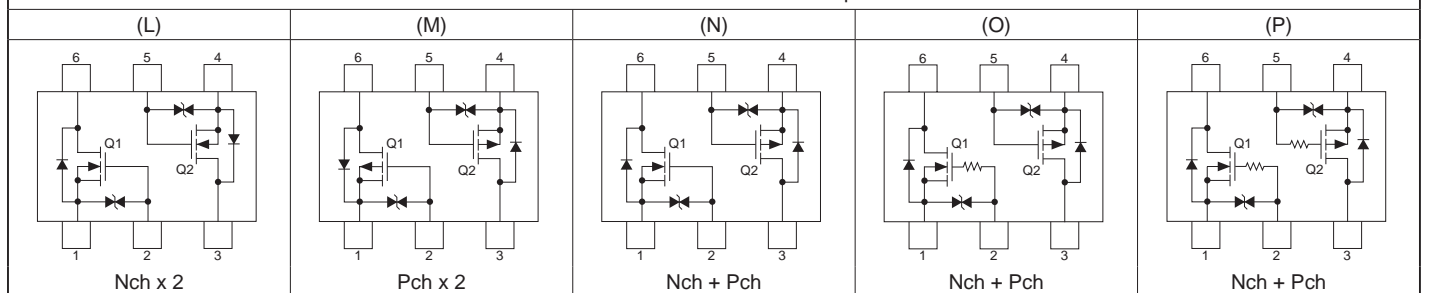 (L) (M) (N) (O) (P)
6 5 4 6 5 4 6 5 4 6 5 4 6 5 4
Q1 Q1 Q1 Q1 Q1
Q2 Q2 Q2 Q2 Q2
1 2 3 1 2 3 1 2 3 1 2 3 1 2 3
Nch x 2 Pch x 2 Nch + Pch Nch + Pch Nch + Pch